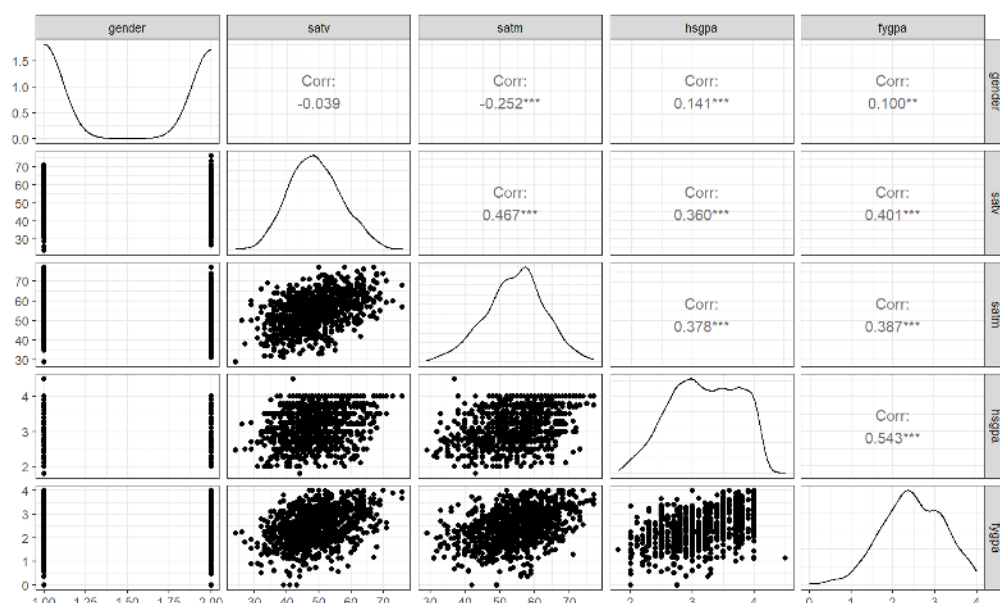 gender satv satm hsgpa fygpa
1.5
1.0
0.5
0.0
Corr:
-0.039
Corr:
-0.252***
Corr:
0.141***
Corr:
0.100**
gender
70
60
50
40
30
Corr:
0.467***
Corr:
0.360***
Corr:
0.401***
satv
70
60
50
40
30
Corr:
0.378***
Corr:
0.387***
satm
4
3
2
Corr:
0.543***
hsgpa
4
3
2
1
0
fygpa
1.00 1.25 1.50 1.75 2.00 30 40 50 60 70 30 40 50 60 70 2 3 4 0 1 2 3 4